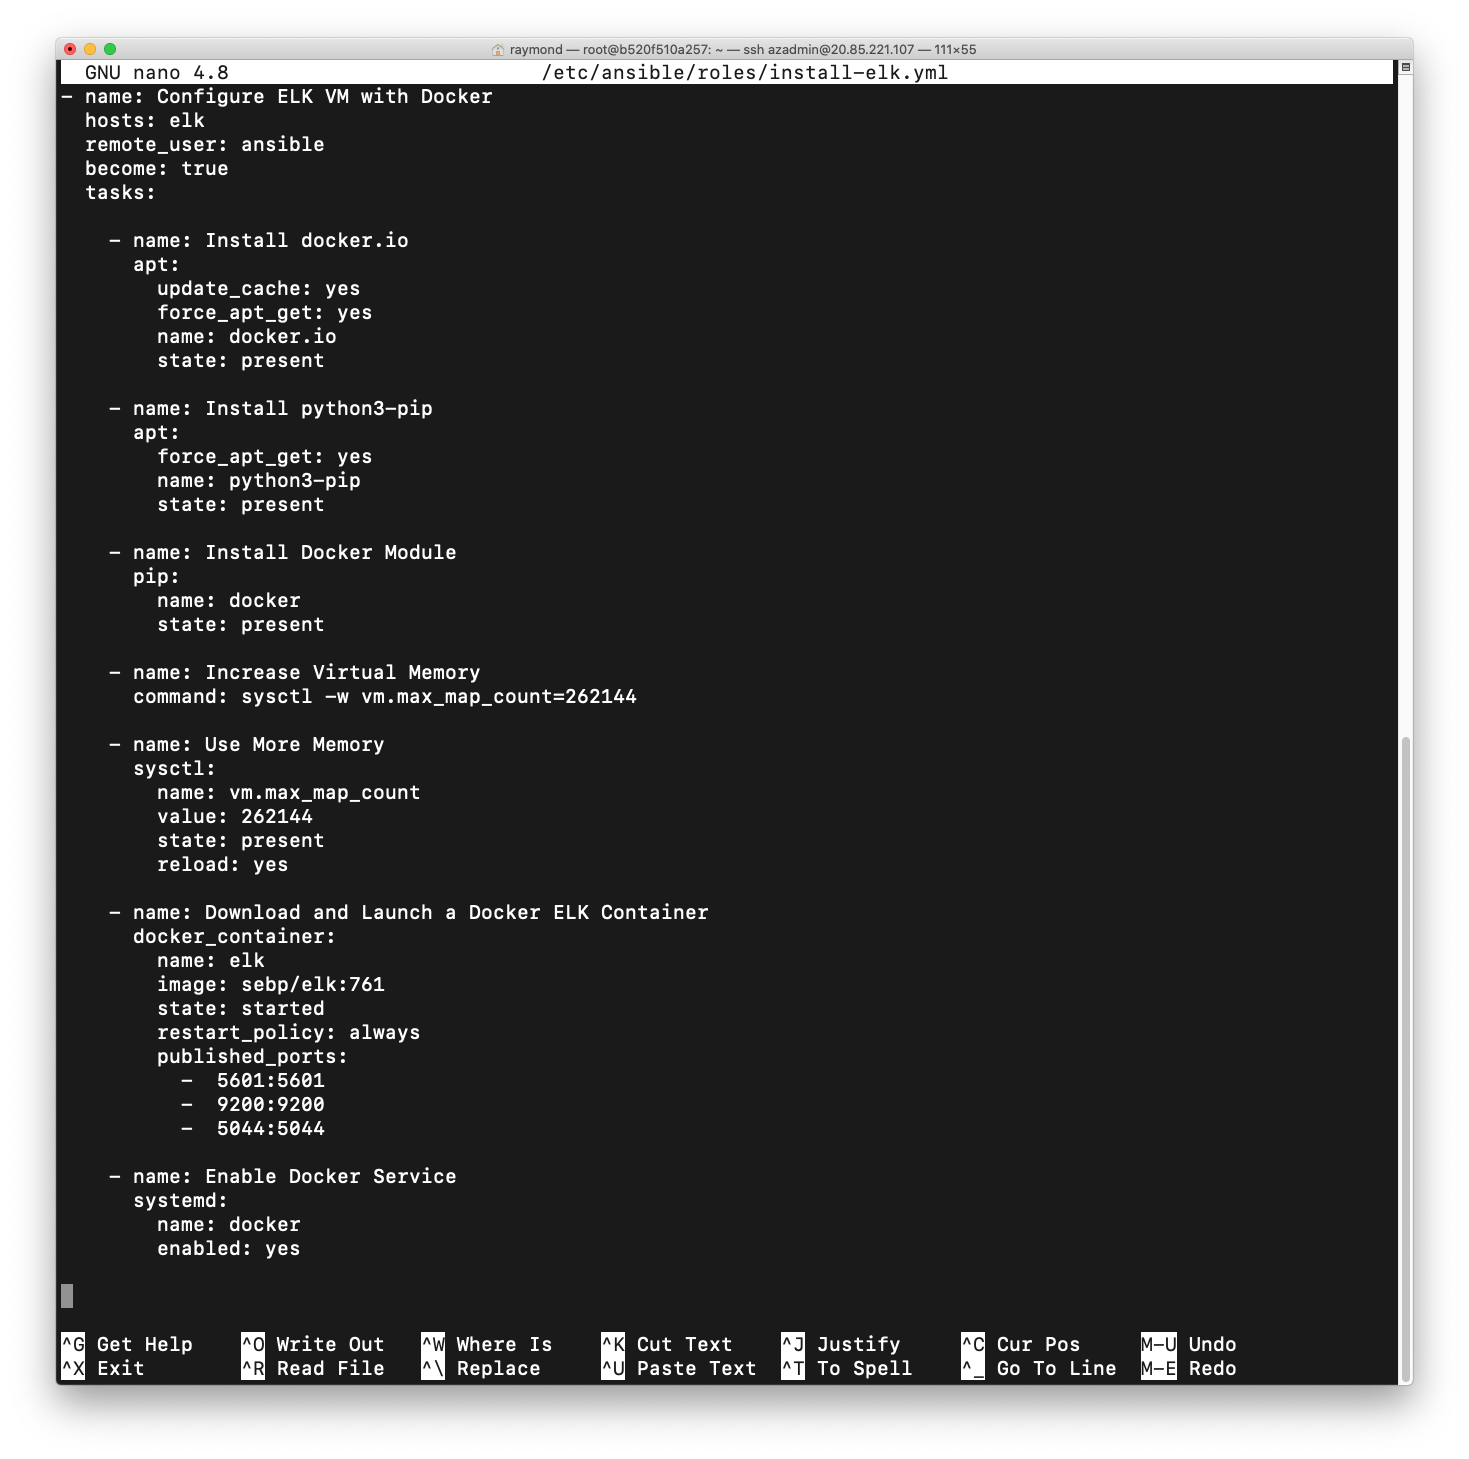 raymond — root@b520f510a257: ~ — ssh azadmin@20.85.221.107 — 111×55
GNU nano 4.8 /etc/ansible/roles/install-elk.yml
- name: Configure ELK VM with Docker
  hosts: elk
  remote_user: ansible
  become: true
  tasks:

    - name: Install docker.io
      apt:
        update_cache: yes
        force_apt_get: yes
        name: docker.io
        state: present

    - name: Install python3-pip
      apt:
        force_apt_get: yes
        name: python3-pip
        state: present

    - name: Install Docker Module
      pip:
        name: docker
        state: present

    - name: Increase Virtual Memory
      command: sysctl -w vm.max_map_count=262144

    - name: Use More Memory
      sysctl:
        name: vm.max_map_count
        value: 262144
        state: present
        reload: yes

    - name: Download and Launch a Docker ELK Container
      docker_container:
        name: elk
        image: sebp/elk:761
        state: started
        restart_policy: always
        published_ports:
          -  5601:5601
          -  9200:9200
          -  5044:5044

    - name: Enable Docker Service
      systemd:
        name: docker
        enabled: yes

^G Get Help ^O Write Out ^W Where Is ^K Cut Text ^J Justify ^C Cur Pos M-U Undo
^X Exit ^R Read File ^\ Replace ^U Paste Text ^T To Spell ^_ Go To Line M-E Redo